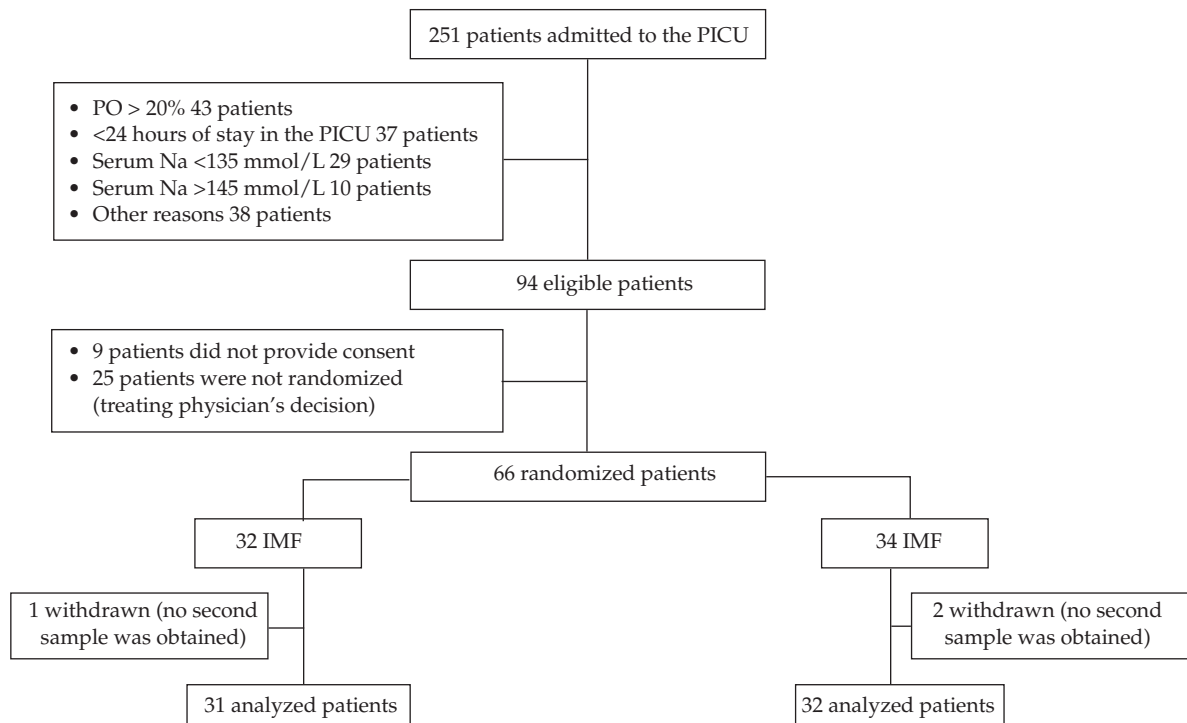 251 patients admitted to the PICU
• PO > 20% 43 patients
• <24 hours of stay in the PICU 37 patients
• Serum Na <135 mmol/L 29 patients
• Serum Na >145 mmol/L 10 patients
• Other reasons 38 patients
94 eligible patients
• 9 patients did not provide consent
• 25 patients were not randomized
(treating physician's decision)
66 randomized patients
32 IMF
34 IMF
1 withdrawn (no second
sample was obtained)
2 withdrawn (no second
sample was obtained)
31 analyzed patients
32 analyzed patients